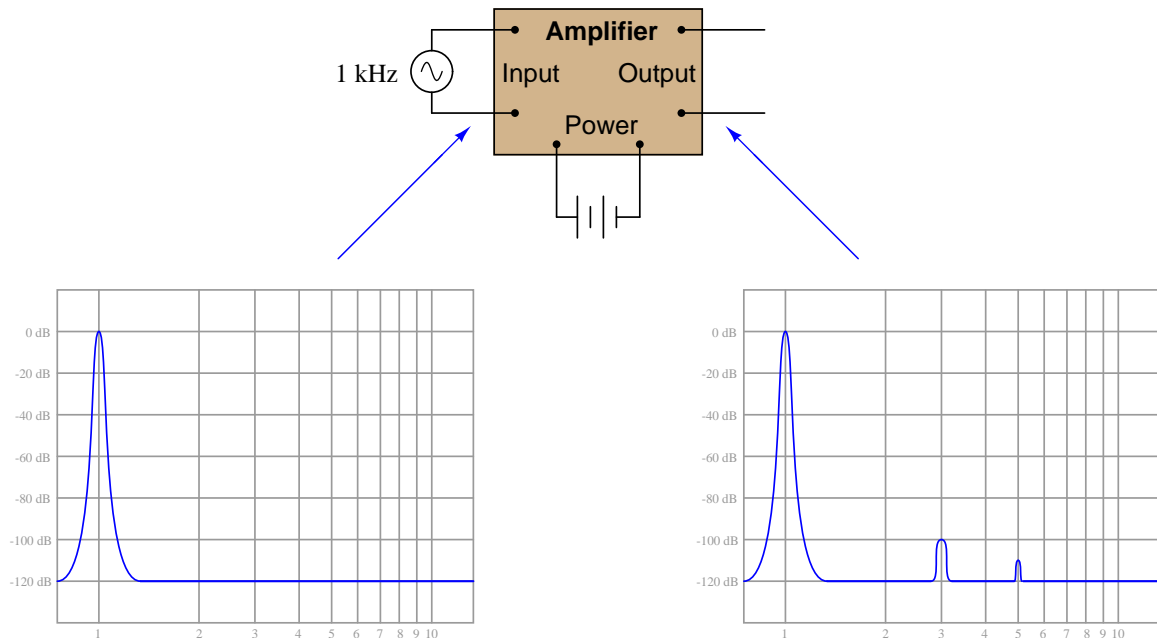 Amplifier
1 kHz
Input Output
Power
0 dB
-20 dB
-40 dB
-60 dB
-80 dB
-100 dB
-120 dB
1 2 3 4 5 6 7 8 9 10
0 dB
-20 dB
-40 dB
-60 dB
-80 dB
-100 dB
-120 dB
1 2 3 4 5 6 7 8 9 10